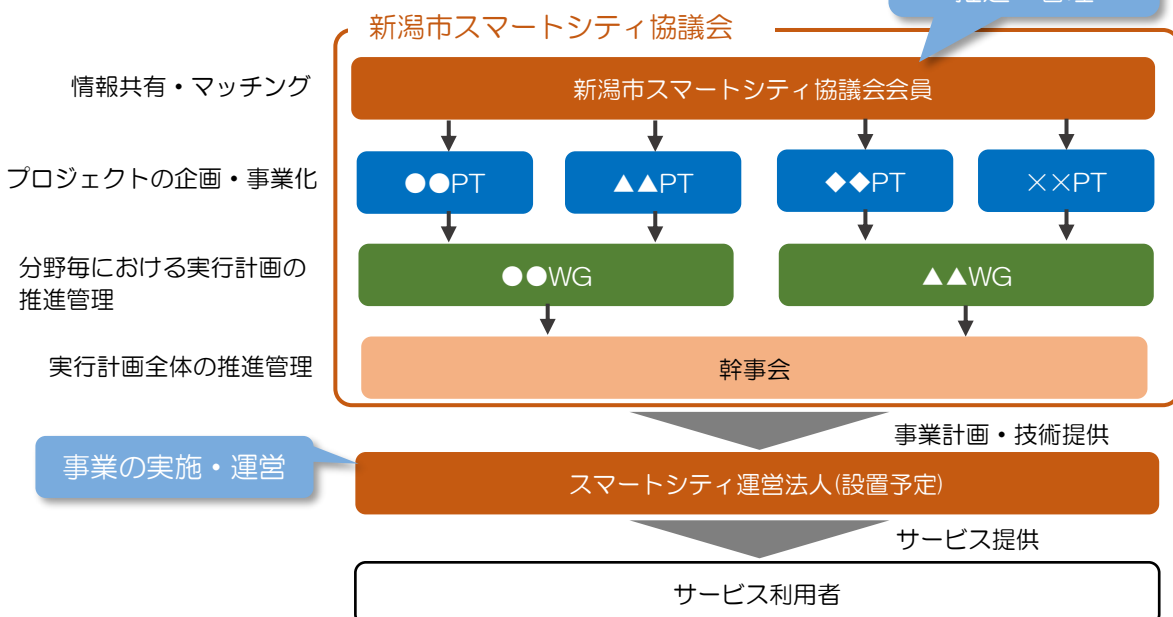 新潟市スマートシティ協議会
情報共有・マッチング
新潟市スマートシティ協議会会員
プロジェクトの企画・事業化
●●PT
▲▲PT
◆◆PT
××PT
分野毎における実行計画の
推進管理
●●WG
▲▲WG
実行計画全体の推進管理
幹事会
事業計画・技術提供
事業の実施・運営
スマートシティ運営法人(設置予定)
サービス提供
サービス利用者